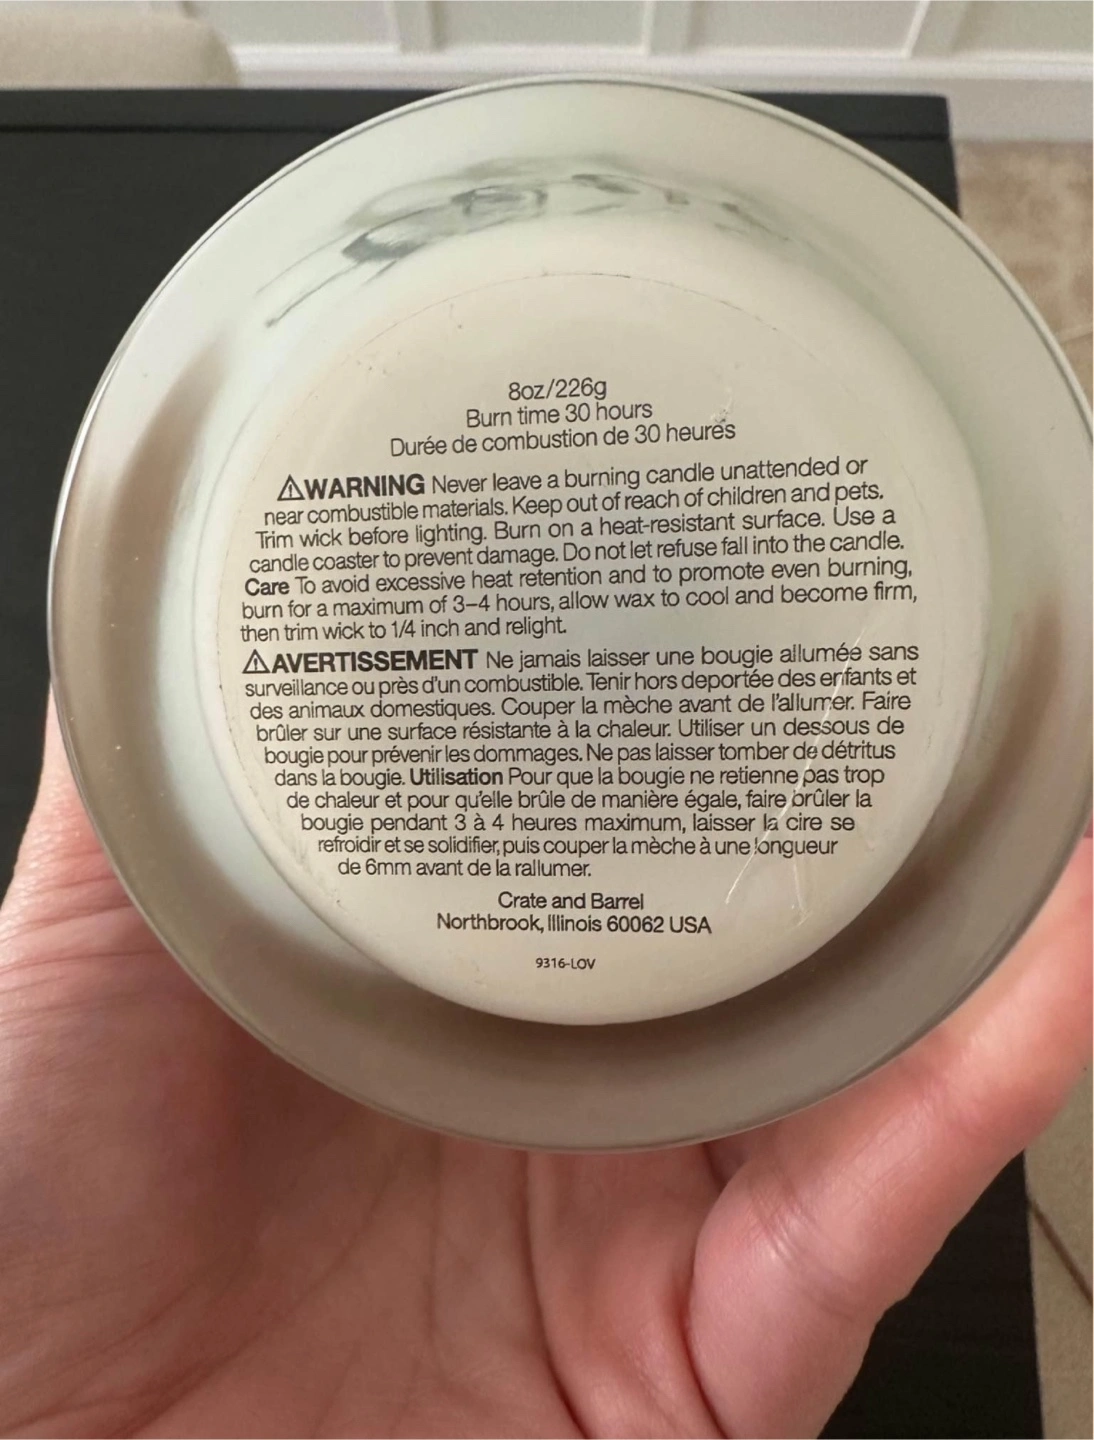 8oz/226g
Burn time 30 hours
Durée de combustion de 30 heures
⚠WARNING Never leave a burning candle unattended or
near combustible materials. Keep out of reach of children and pets.
Trim wick before lighting. Burn on a heat-resistant surface. Use a
candle coaster to prevent damage. Do not let refuse fall into the candle.
Care To avoid excessive heat retention and to promote even burning,
burn for a maximum of 3–4 hours, allow wax to cool and become firm,
then trim wick to 1/4 inch and relight.
⚠AVERTISSEMENT Ne jamais laisser une bougie allumée sans
surveillance ou près d'un combustible. Tenir hors deportée des enfants et
des animaux domestiques. Couper la mèche avant de l'allumer. Faire
brûler sur une surface résistante à la chaleur. Utiliser un dessous de
bougie pour prévenir les dommages. Ne pas laisser tomber de détritus
dans la bougie. Utilisation Pour que la bougie ne retienne pas trop
de chaleur et pour qu'elle brûle de manière égale, faire brûler la
bougie pendant 3 à 4 heures maximum, laisser la cire se
refroidir et se solidifier, puis couper la mèche à une longueur
de 6mm avant de la rallumer.
Crate and Barrel
Northbrook, Illinois 60062 USA
9316-LOV